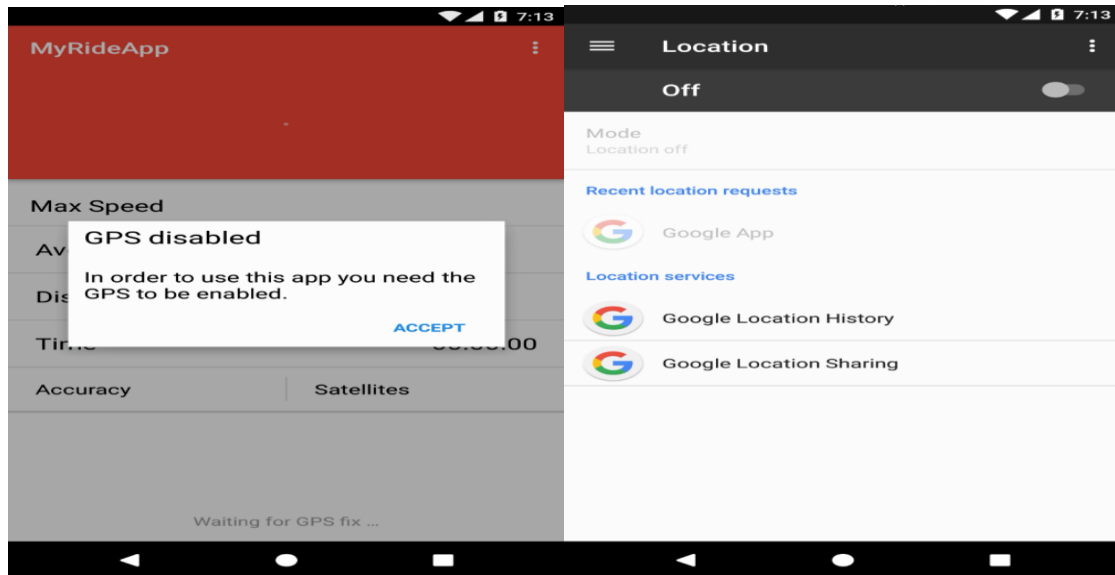 7:13
MyRideApp
Max Speed
GPS disabled
Av
In order to use this app you need the
GPS to be enabled.
Dis
ACCEPT
Accuracy
Satellites
Waiting for GPS fix ...
7:13
Location
Off
Mode
Location off
Recent location requests
Google App
Location services
Google Location History
Google Location Sharing